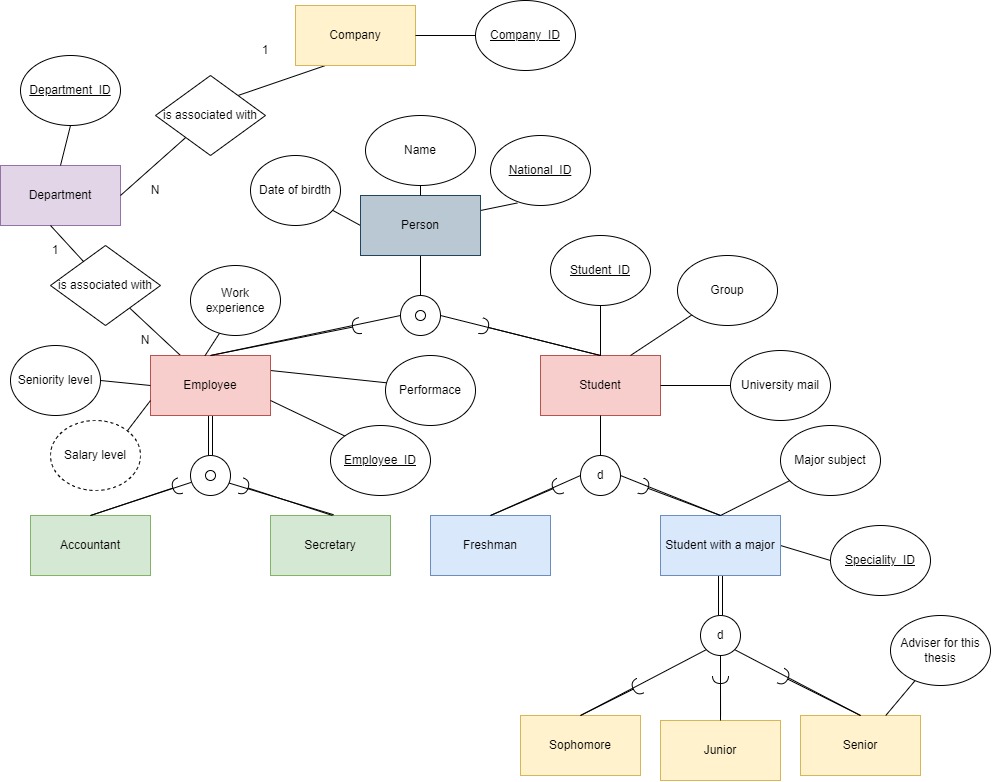 Company
Company_ID
1
Department_ID
is associated with
Name
National_ID
Date of birdth
N
Department
Person
1
Student_ID
is associated with
Work
experience
Group
N
Seniority level
Employee
Performace
Student
University mail
Salary level
Employee_ID
O
O
d
Major subject
Accountant
Secretary
Freshman
Student with a major
Speciality_ID
d
Adviser for this
thesis
Sophomore
Junior
Senior